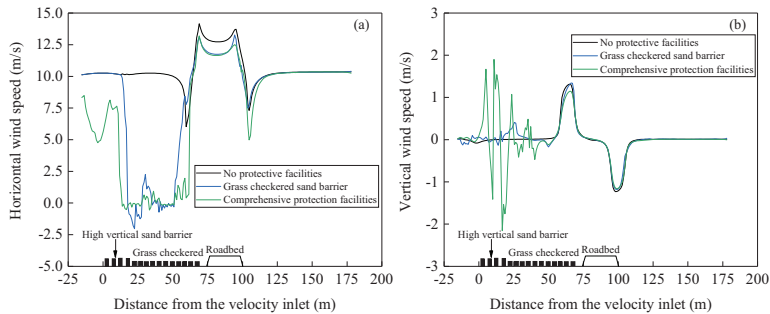 (a)
15.0
12.5
10.0
7.5
5.0
2.5
0.0
-2.5
-5.0
Horizontal wind speed (m/s)
No protective facilities
Grass checkered sand barrier
Comprehensive protection facilities
High vertical sand barrier
Grass checkered
Roadbed
0 25 50 75 100 125 150 175 200
Distance from the velocity inlet (m)
(b)
3
2
1
0
-1
-2
-3
Vertical wind speed (m/s)
No protective facilities
Grass checkered sand barrier
Comprehensive protection facilities
High vertical sand barrier
Grass checkered
Roadbed
0 25 50 75 100 125 150 175 200
Distance from the velocity inlet (m)